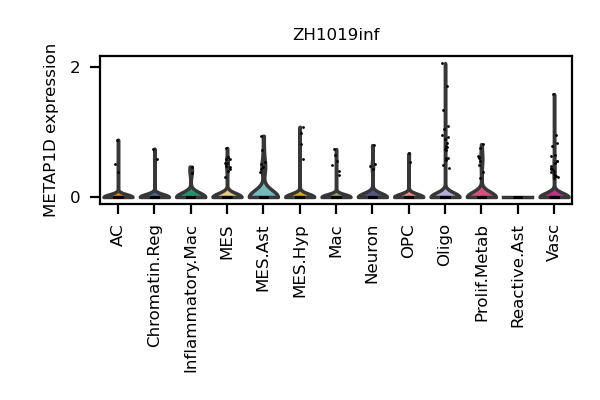 ZH1019inf
METAP1D expression
2
0
AC
Chromatin.Reg
Inflammatory.Mac
MES
MES.Ast
MES.Hyp
Mac
Neuron
OPC
Oligo
Prolif.Metab
Reactive.Ast
Vasc